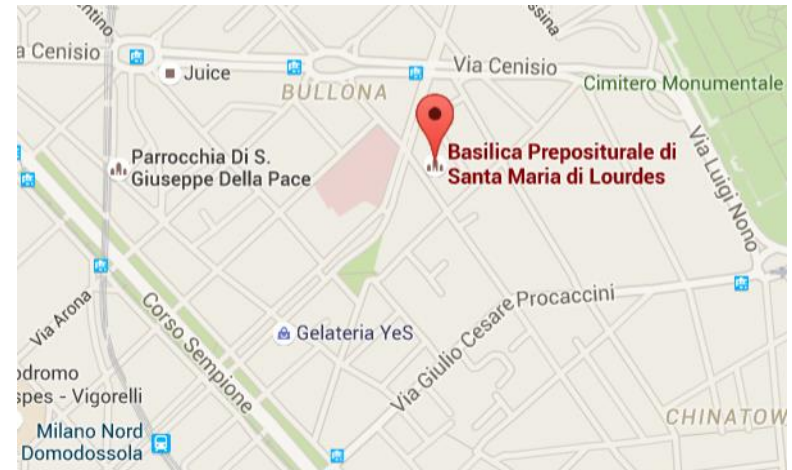 a Cenisio
Juice
BULLONA
Via Cenisio
Cimitero Monumentale
Parrocchia Di S.
Giuseppe Della Pace
Basilica Prepositurale di
Santa Maria di Lourdes
Via Luigi Nono
Via Arona
Corso Sempione
Gelateria YeS
Via Giulio Cesare Procaccini
odromo
spes - Vigorelli
Milano Nord
Domodossola
CHINATOW